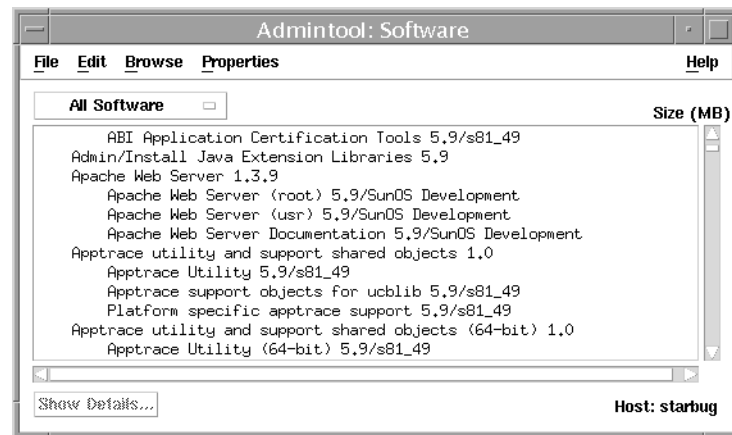 Admintool: Software
File Edit Browse Properties Help
All Software
Size (MB)
ABI Application Certification Tools 5.9/s81_49
Admin/Install Java Extension Libraries 5.9
Apache Web Server 1.3.9
Apache Web Server (root) 5.9/SunOS Development
Apache Web Server (usr) 5.9/SunOS Development
Apache Web Server Documentation 5.9/SunOS Development
Apptrace utility and support shared objects 1.0
Apptrace Utility 5.9/s81_49
Apptrace support objects for ucblib 5.9/s81_49
Platform specific apptrace support 5.9/s81_49
Apptrace utility and support shared objects (64-bit) 1.0
Apptrace Utility (64-bit) 5.9/s81_49
Show Details...
Host: starbug